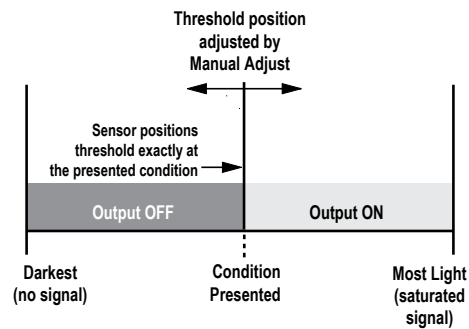 Threshold position
adjusted by
Manual Adjust
Sensor positions
threshold exactly at
the presented condition
Output OFF
Output ON
Darkest
(no signal)
Condition
Presented
Most Light
(saturated
signal)